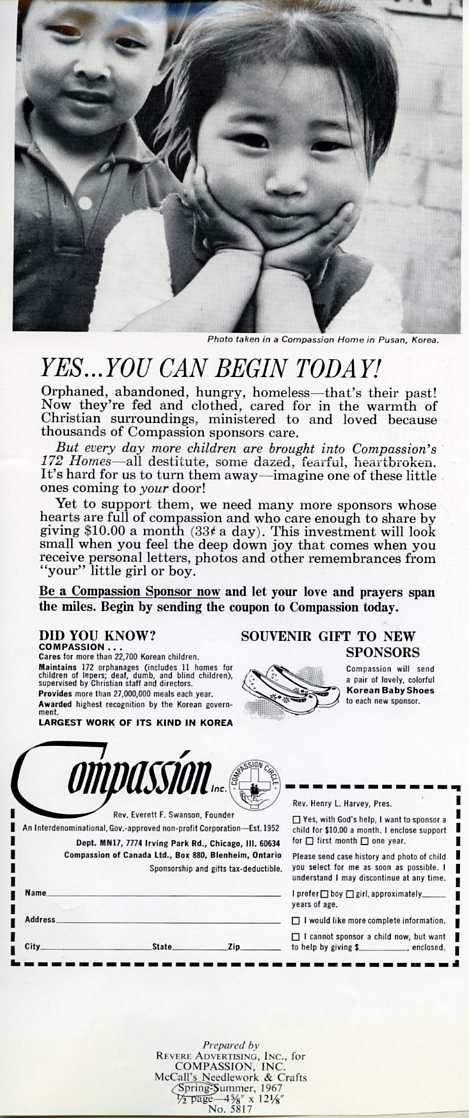 Photo taken in a Compassion Home in Pusan, Korea.
YES...YOU CAN BEGIN TODAY!
Orphaned, abandoned, hungry, homeless—that's their past!
Now they're fed and clothed, cared for in the warmth of
Christian surroundings, ministered to and loved because
thousands of Compassion sponsors care.
But every day more children are brought into Compassion's
172 Homes—all destitute, some dazed, fearful, heartbroken.
It's hard for us to turn them away—imagine one of these little
ones coming to your door!
Yet to support them, we need many more sponsors whose
hearts are full of compassion and who care enough to share by
giving $10.00 a month (33¢ a day). This investment will look
small when you feel the deep down joy that comes when you
receive personal letters, photos and other remembrances from
"your" little girl or boy.
Be a Compassion Sponsor now and let your love and prayers span
the miles. Begin by sending the coupon to Compassion today.
DID YOU KNOW?
COMPASSION . . .
Cares for more than 22,700 Korean children.
Maintains 172 orphanages (includes 11 homes for
children of lepers; deaf, dumb, and blind children),
supervised by Christian staff and directors.
Provides more than 27,000,000 meals each year.
Awarded highest recognition by the Korean govern-
ment.
LARGEST WORK OF ITS KIND IN KOREA
SOUVENIR GIFT TO NEW
SPONSORS
Compassion will send
a pair of lovely, colorful
Korean Baby Shoes
to each new sponsor.
Compassion Inc.
COMPASSION CIRCLE
Rev. Everett F. Swanson, Founder
An Interdenominational, Gov.-approved non-profit Corporation—Est. 1952
Dept. MN17, 7774 Irving Park Rd., Chicago, Ill. 60634
Compassion of Canada Ltd., Box 880, Blenheim, Ontario
Sponsorship and gifts tax-deductible.
Name
Address
City State Zip
Rev. Henry L. Harvey, Pres.
☐ Yes, with God's help, I want to sponsor a
child for $10.00 a month. I enclose support
for ☐ first month ☐ one year.
Please send case history and photo of child
you select for me as soon as possible. I
understand I may discontinue at any time.
I prefer ☐ boy ☐ girl, approximately
years of age.
☐ I would like more complete information.
☐ I cannot sponsor a child now, but want
to help by giving $________, enclosed.
Prepared by
REVERE ADVERTISING, INC., for
COMPASSION, INC.
McCall's Needlework & Crafts
Spring-Summer, 1967
½ page—4⅝" x 12⅛"
No. 5817